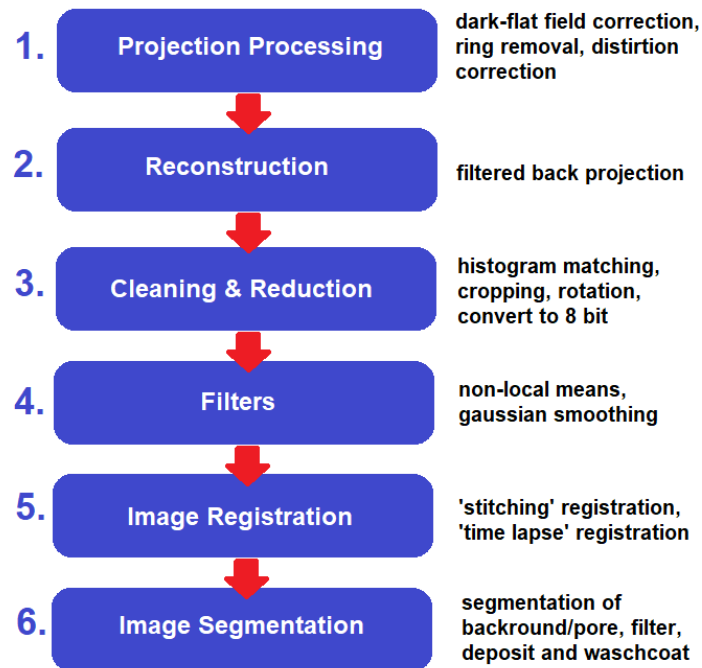 1.
Projection Processing
dark-flat field correction,
ring removal, distirtion
correction
2.
Reconstruction
filtered back projection
3.
Cleaning & Reduction
histogram matching,
cropping, rotation,
convert to 8 bit
4.
Filters
non-local means,
gaussian smoothing
5.
Image Registration
'stitching' registration,
'time lapse' registration
6.
Image Segmentation
segmentation of
backround/pore, filter,
deposit and waschcoat